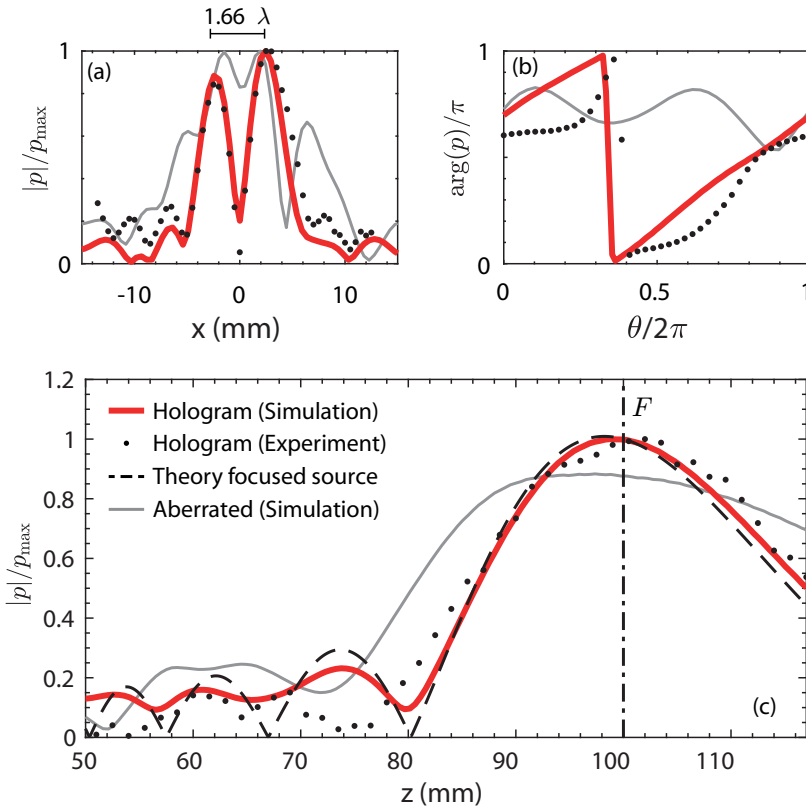 1.66 λ
1
(a)
|p|/p_max
0
-10 0 10
x (mm)
1
(b)
arg(p)/π
0
0 0.5 1
θ/2π
1.2
1
0.8
0.6
0.4
0.2
0
|p|/p_max
Hologram (Simulation)
Hologram (Experiment)
Theory focused source
Aberrated (Simulation)
F
(c)
50 60 70 80 90 100 110
z (mm)